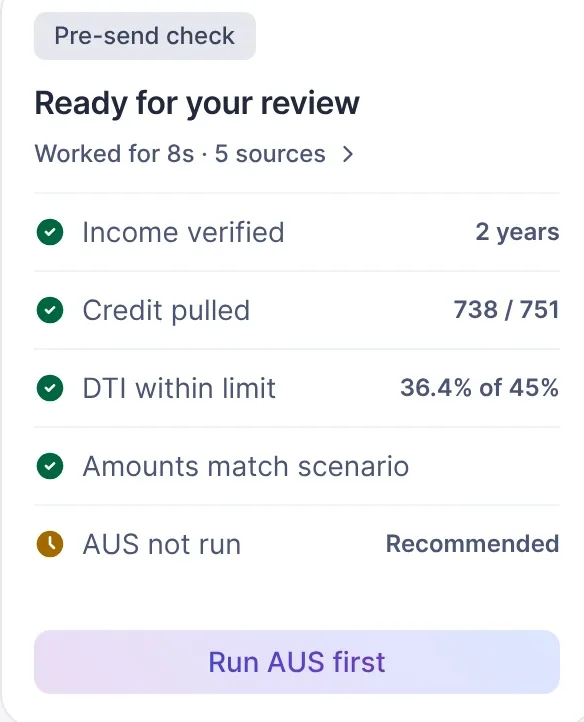 Pre-send check
Ready for your review
Worked for 8s · 5 sources
Income verified 2 years
Credit pulled 738 / 751
DTI within limit 36.4% of 45%
Amounts match scenario
AUS not run Recommended
Run AUS first